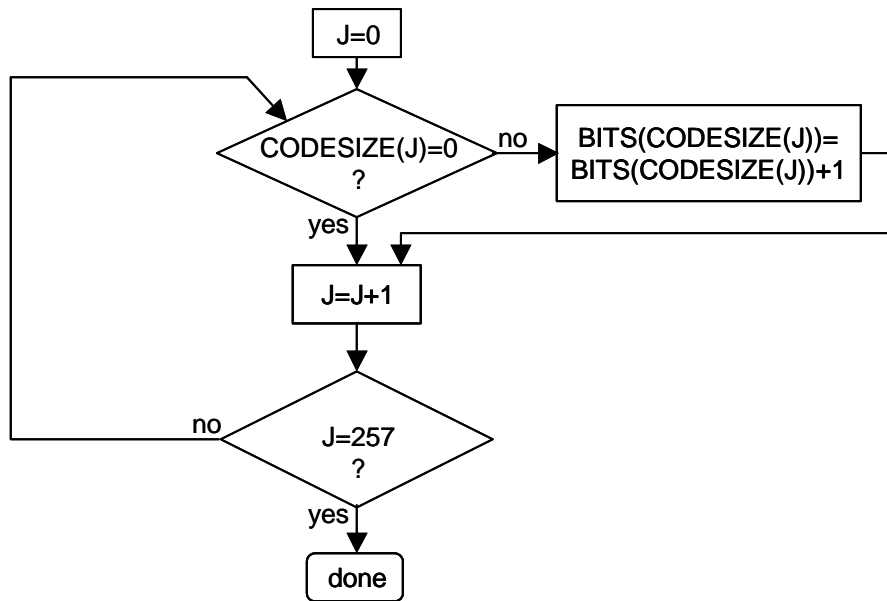 J=0
CODESIZE(J)=0
?
no
BITS(CODESIZE(J))=
BITS(CODESIZE(J))+1
yes
J=J+1
no
J=257
?
yes
done